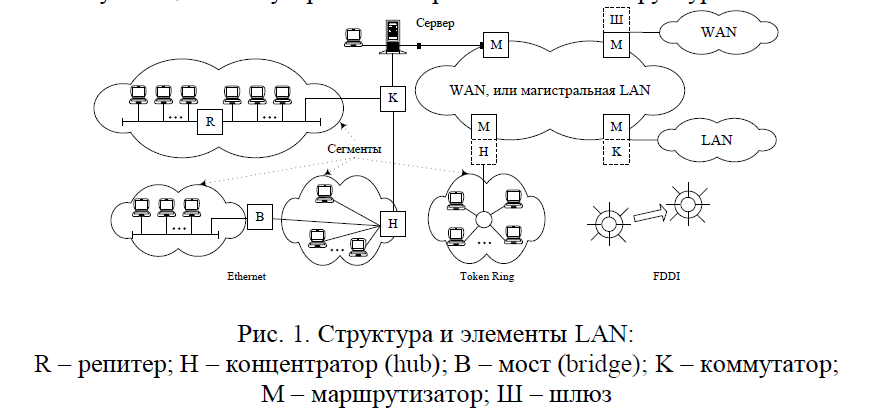 Сервер
Ш
М
М
WAN
WAN, или магистральная LAN
К
R
М
Н
М
К
LAN
Сегменты
В
Н
Ethernet
Token Ring
FDDI
Рис. 1. Структура и элементы LAN:
R – репитер; H – концентратор (hub); B – мост (bridge); К – коммутатор;
М – маршрутизатор; Ш – шлюз